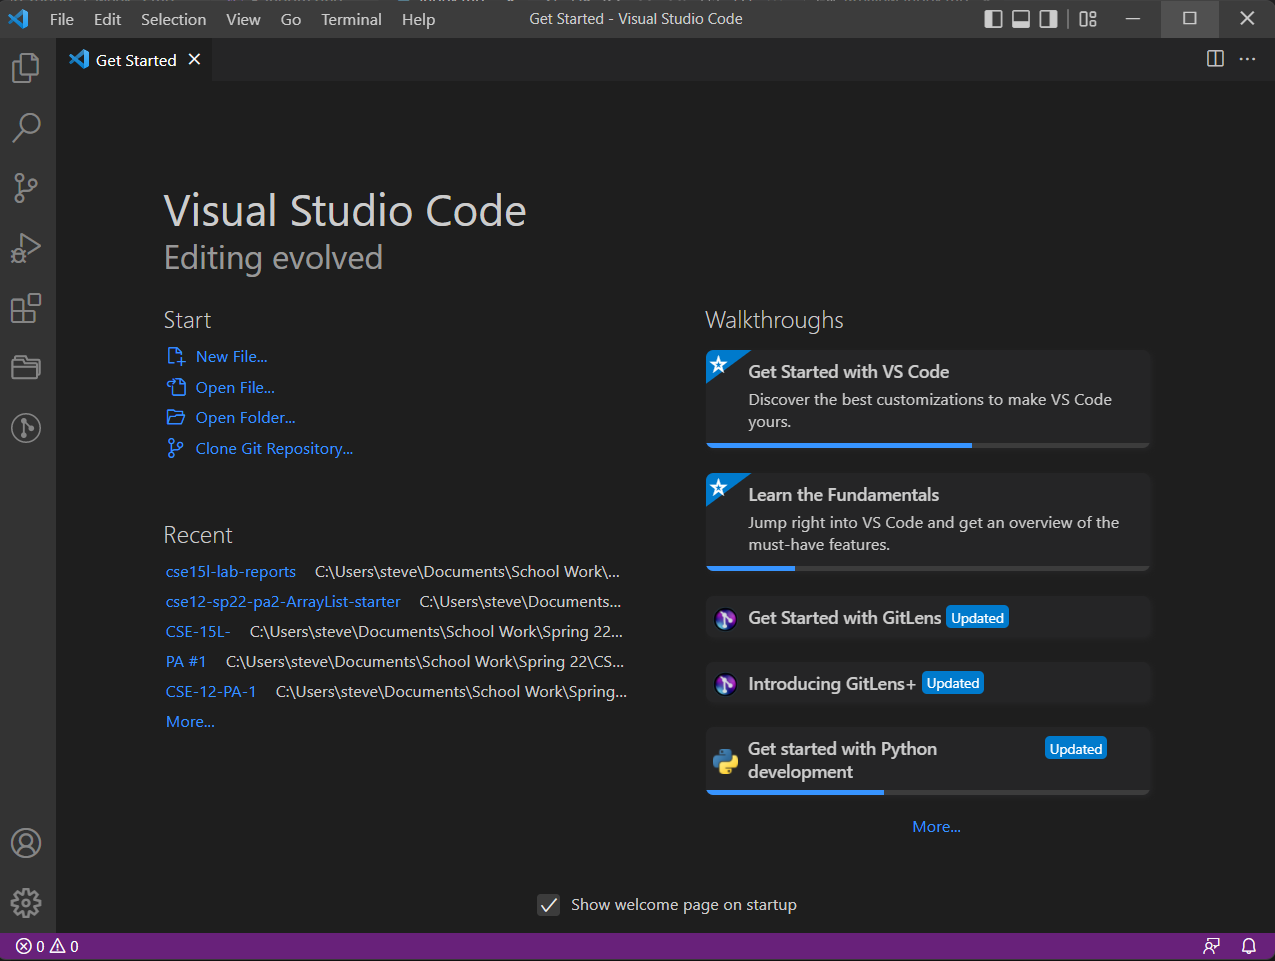 File Edit Selection View Go Terminal Help Get Started - Visual Studio Code
Get Started
Visual Studio Code
Editing evolved
Start
New File...
Open File...
Open Folder...
Clone Git Repository...
Recent
cse15l-lab-reports C:\Users\steve\Documents\School Work\...
cse12-sp22-pa2-ArrayList-starter C:\Users\steve\Documents...
CSE-15L- C:\Users\steve\Documents\School Work\Spring 22...
PA #1 C:\Users\steve\Documents\School Work\Spring 22\CS...
CSE-12-PA-1 C:\Users\steve\Documents\School Work\Spring...
More...
Walkthroughs
Get Started with VS Code
Discover the best customizations to make VS Code
yours.
Learn the Fundamentals
Jump right into VS Code and get an overview of the
must-have features.
Get Started with GitLens Updated
Introducing GitLens+ Updated
Get started with Python Updated
development
More...
Show welcome page on startup
0 0